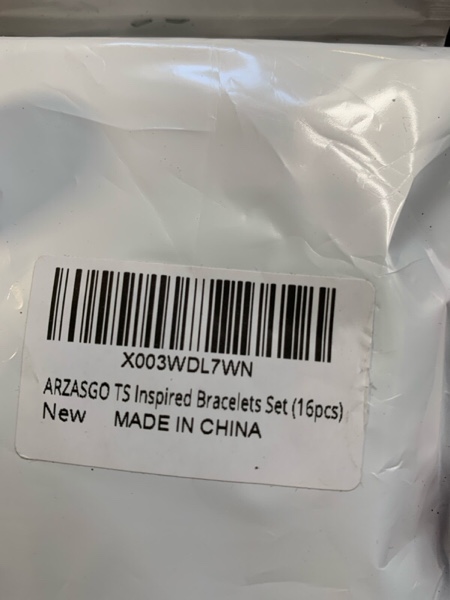 X003WDL7WN
ARZASGO TS Inspired Bracelets Set (16pcs)
New MADE IN CHINA